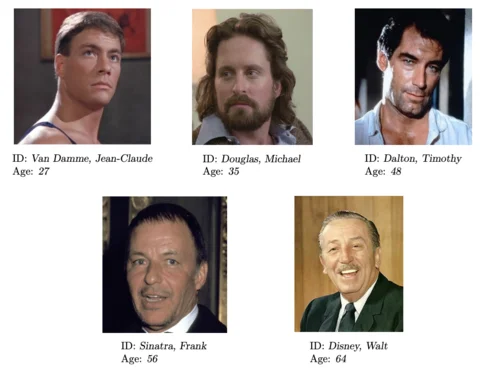 ID: Van Damme, Jean-Claude
Age: 27
ID: Douglas, Michael
Age: 35
ID: Dalton, Timothy
Age: 48
ID: Sinatra, Frank
Age: 56
ID: Disney, Walt
Age: 64